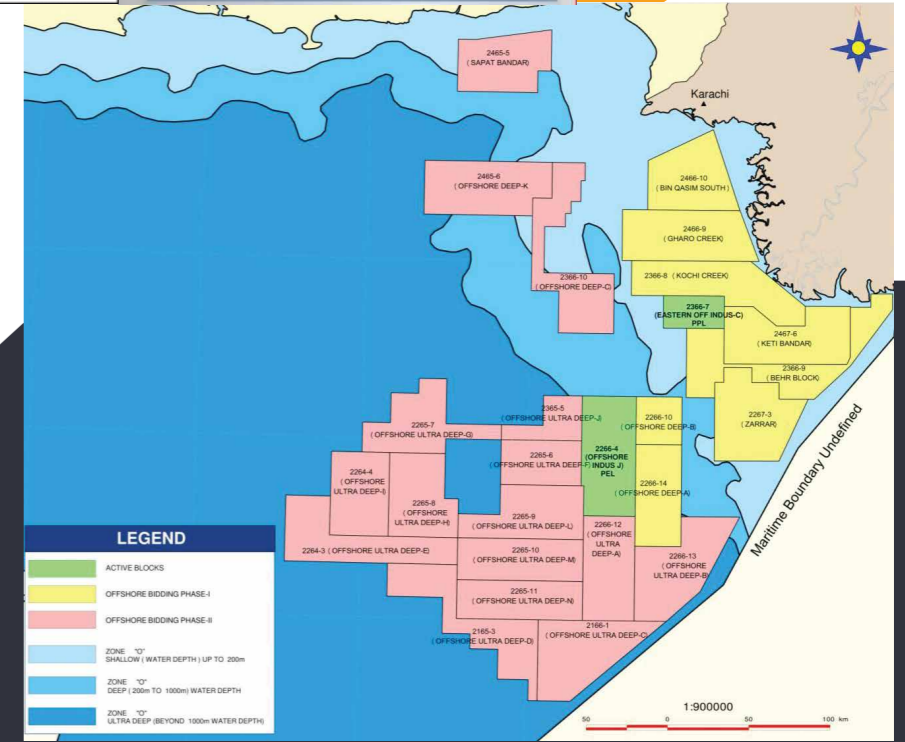 N
2465-5
( SAPAT BANDAR)
Karachi
2465-6
( OFFSHORE DEEP-K
2466-10
( BIN QASIM SOUTH )
2466-9
( GHARO CREEK)
2366-8 ( KOCHI CREEK)
2366-10
( OFFSHORE DEEP-C)
2366-7
(EASTERN OFF INDUS-C)
PPL
2467-6
( KETI BANDAR)
2366-9
( BEHR BLOCK)
2267-3
( ZARRAR)
2365-5
( OFFSHORE ULTRA DEEP-J)
2266-10
( OFFSHORE DEEP-B)
2265-7
( OFFSHORE ULTRA DEEP-G)
2266-4
(OFFSHORE
INDUS J)
PEL
2265-6
( OFFSHORE ULTRA DEEP-F)
2264-4
( OFFSHORE
ULTRA DEEP-I)
2266-14
( OFFSHORE DEEP-A)
2265-8
( OFFSHORE
ULTRA DEEP-H)
2265-9
( OFFSHORE ULTRA DEEP-L)
2266-12
( OFFSHORE
ULTRA
DEEP-A)
2264-3 ( OFFSHORE ULTRA DEEP-E)
2265-10
( OFFSHORE ULTRA DEEP-M)
2266-13
( OFFSHORE
ULTRA DEEP-B)
2265-11
( OFFSHORE ULTRA DEEP-N)
2165-3
( OFFSHORE ULTRA DEEP-D)
2166-1
( OFFSHORE ULTRA DEEP-C)
Maritime Boundary Undefined
LEGEND
ACTIVE BLOCKS
OFFSHORE BIDDING PHASE-I
OFFSHORE BIDDING PHASE-II
ZONE "O"
SHALLOW ( WATER DEPTH ) UP TO 200m
ZONE "O"
DEEP ( 200m TO 1000m) WATER DEPTH
ZONE "O"
ULTRA DEEP (BEYOND 1000m WATER DEPTH)
1:900000
50 0 50 100 km